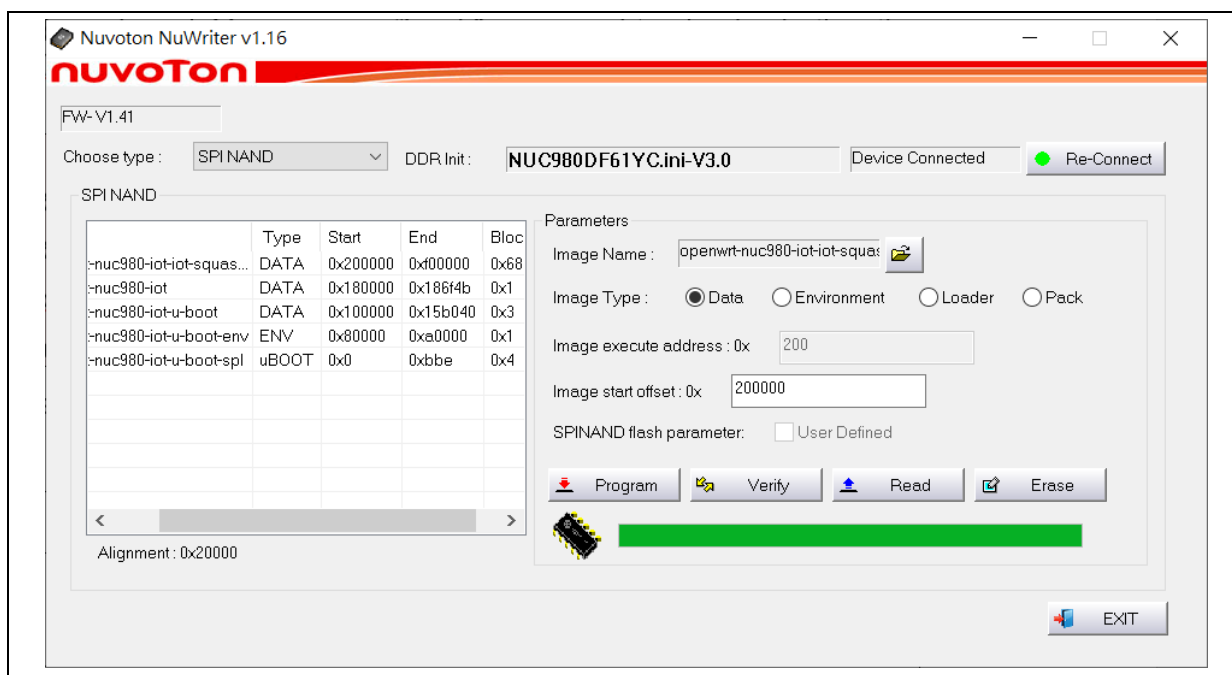 Nuvoton NuWriter v1.16
nuvoTon
FW- V1.41
Choose type : SPI NAND DDR Init : NUC980DF61YC.ini-V3.0 Device Connected Re-Connect
SPI NAND
Type Start End Bloc
:-nuc980-iot-iot-squas... DATA 0x200000 0xf00000 0x68
:-nuc980-iot DATA 0x180000 0x186f4b 0x1
:-nuc980-iot-u-boot DATA 0x100000 0x15b040 0x3
:-nuc980-iot-u-boot-env ENV 0x80000 0xa0000 0x1
:-nuc980-iot-u-boot-spl uBOOT 0x0 0xbbe 0x4
Alignment : 0x20000
Parameters
Image Name : openwrt-nuc980-iot-iot-squas
Image Type : Data Environment Loader Pack
Image execute address : 0x 200
Image start offset : 0x 200000
SPINAND flash parameter: User Defined
Program Verify Read Erase
EXIT